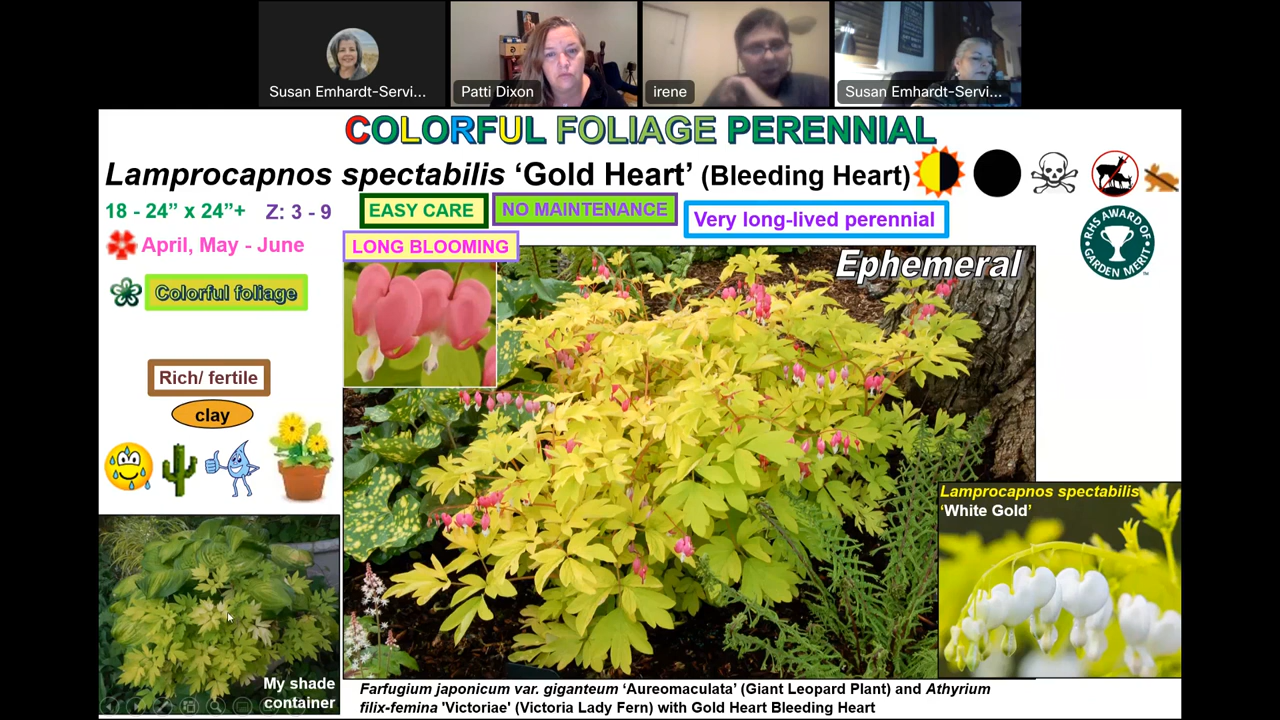 Susan Emhardt-Servi...
Patti Dixon
irene
Susan Emhardt-Servi...
COLORFUL FOLIAGE PERENNIAL
Lamprocapnos spectabilis ‘Gold Heart’ (Bleeding Heart)
18 - 24” x 24”+ Z: 3 - 9
EASY CARE
NO MAINTENANCE
Very long-lived perennial
RHS AWARD OF
GARDEN MERIT
April, May - June
LONG BLOOMING
Ephemeral
Colorful foliage
Rich/ fertile
clay
Lamprocapnos spectabilis
‘White Gold’
My shade
container
Farfugium japonicum var. giganteum ‘Aureomaculata’ (Giant Leopard Plant) and Athyrium
filix-femina 'Victoriae' (Victoria Lady Fern) with Gold Heart Bleeding Heart